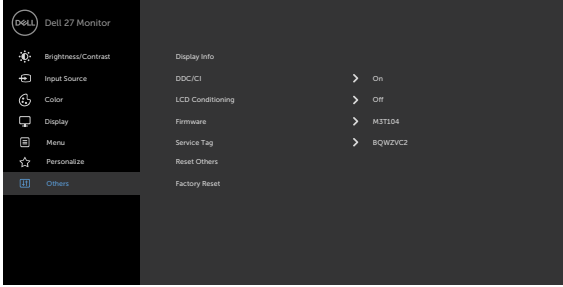 DELL Dell 27 Monitor
Brightness/Contrast
Input Source
Color
Display
Menu
Personalize
Others
Display Info
DDC/CI On
LCD Conditioning Off
Firmware M3T104
Service Tag BQWZVC2
Reset Others
Factory Reset